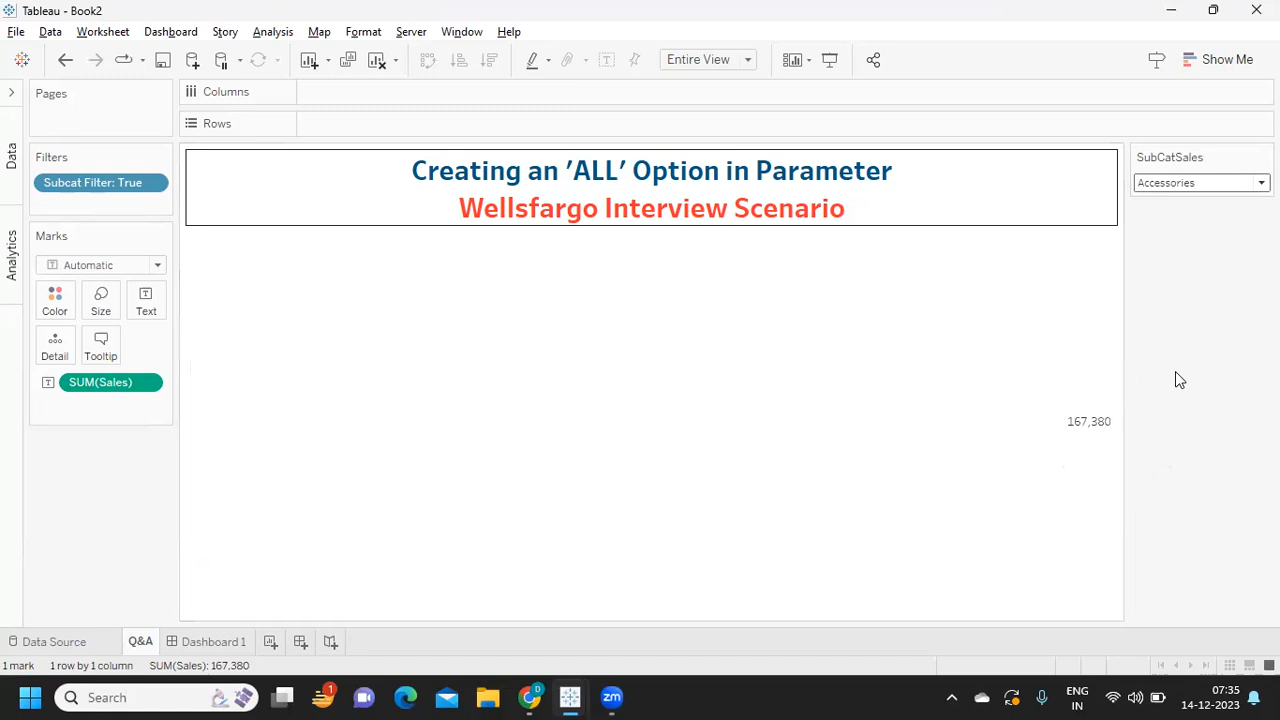 Tableau - Book2
File Data Worksheet Dashboard Story Analysis Map Format Server Window Help
Entire View
Show Me
Pages
Columns
Rows
Data
Analytics
Filters
Subcat Filter: True
Marks
Automatic
Color Size Text
Detail Tooltip
SUM(Sales)
Creating an 'ALL' Option in Parameter
Wellsfargo Interview Scenario
167,380
SubCatSales
Accessories
Data Source Q&A Dashboard 1
1 mark 1 row by 1 column SUM(Sales): 167,380
Search
1
D
zm
ENG
IN
07:35
14-12-2023